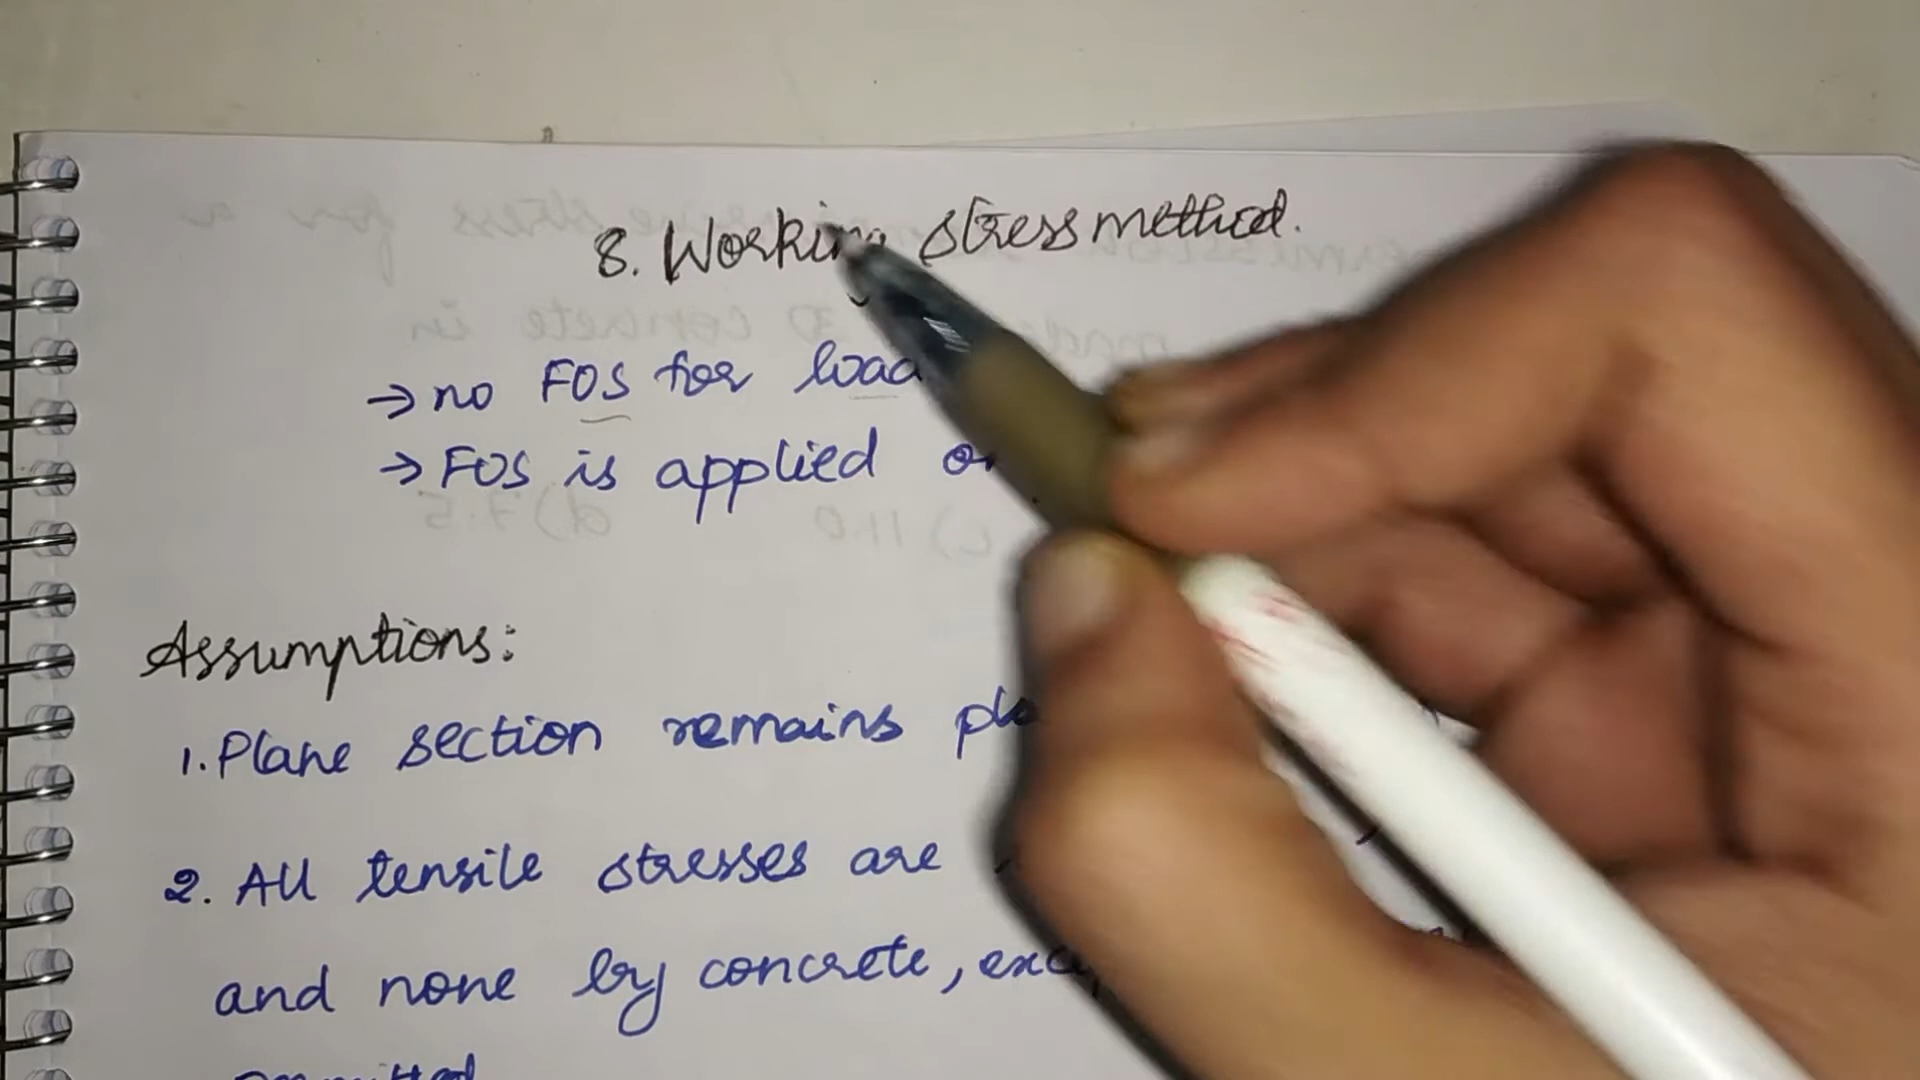 8. Working stress method.
→ no FOS for load
→ FOS is applied
Assumptions:
1. Plane section remains
2. All tensile stresses are
and none by concrete,